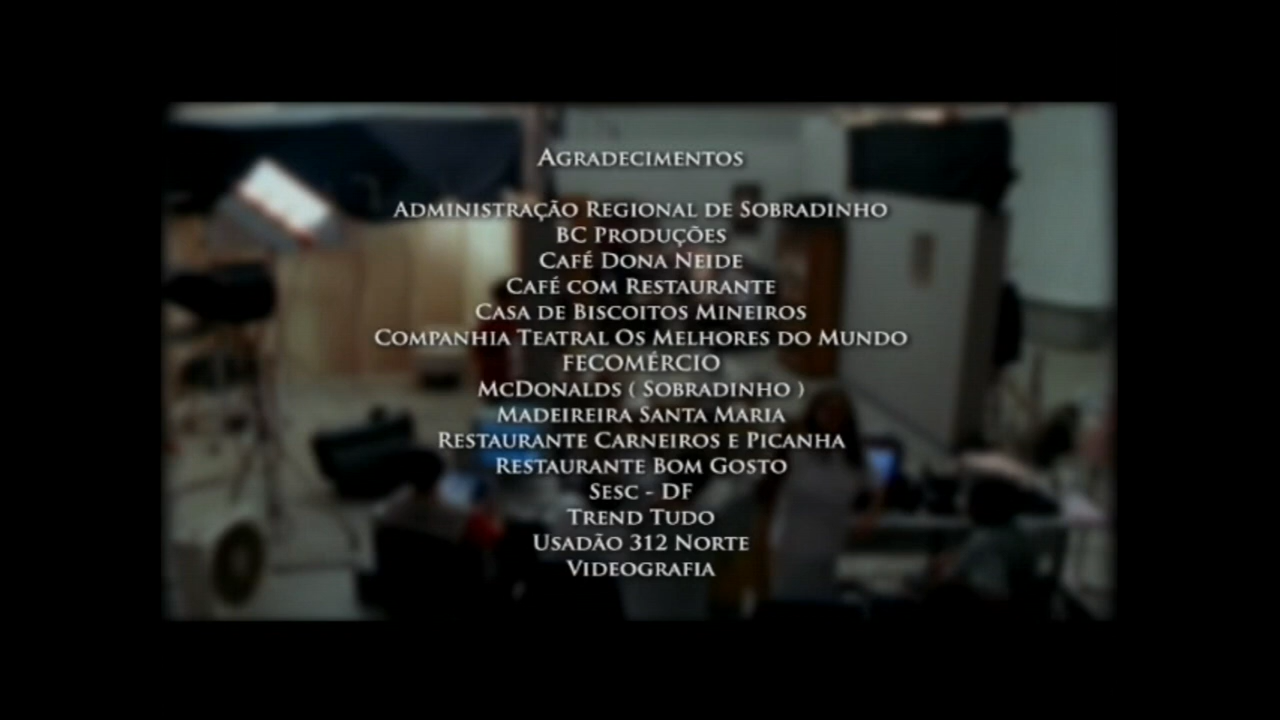 Agradecimentos
Administração Regional de Sobradinho
BC Produções
Café Dona Neide
Café com Restaurante
Casa de Biscoitos Mineiros
Companhia Teatral Os Melhores do Mundo
FECOMÉRCIO
McDonalds ( Sobradinho )
Madeireira Santa Maria
Restaurante Carneiros e Picanha
Restaurante Bom Gosto
Sesc - DF
Trend Tudo
Usadão 312 Norte
Videografia